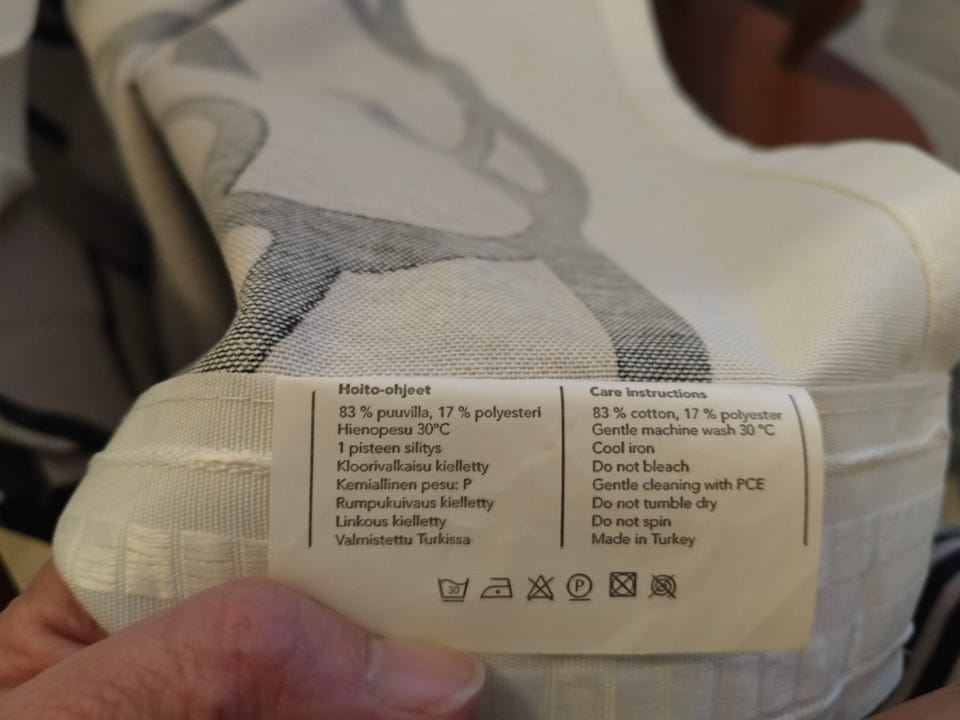 Hoito-ohjeet
83 % puuvilla, 17 % polyesteri
Hienopesu 30°C
1 pisteen silitys
Kloorivalkaisu kielletty
Kemiallinen pesu: P
Rumpukuivaus kielletty
Linkous kielletty
Valmistettu Turkissa
Care instructions
83 % cotton, 17 % polyester
Gentle machine wash 30 °C
Cool iron
Do not bleach
Gentle cleaning with PCE
Do not tumble dry
Do not spin
Made in Turkey
30 P